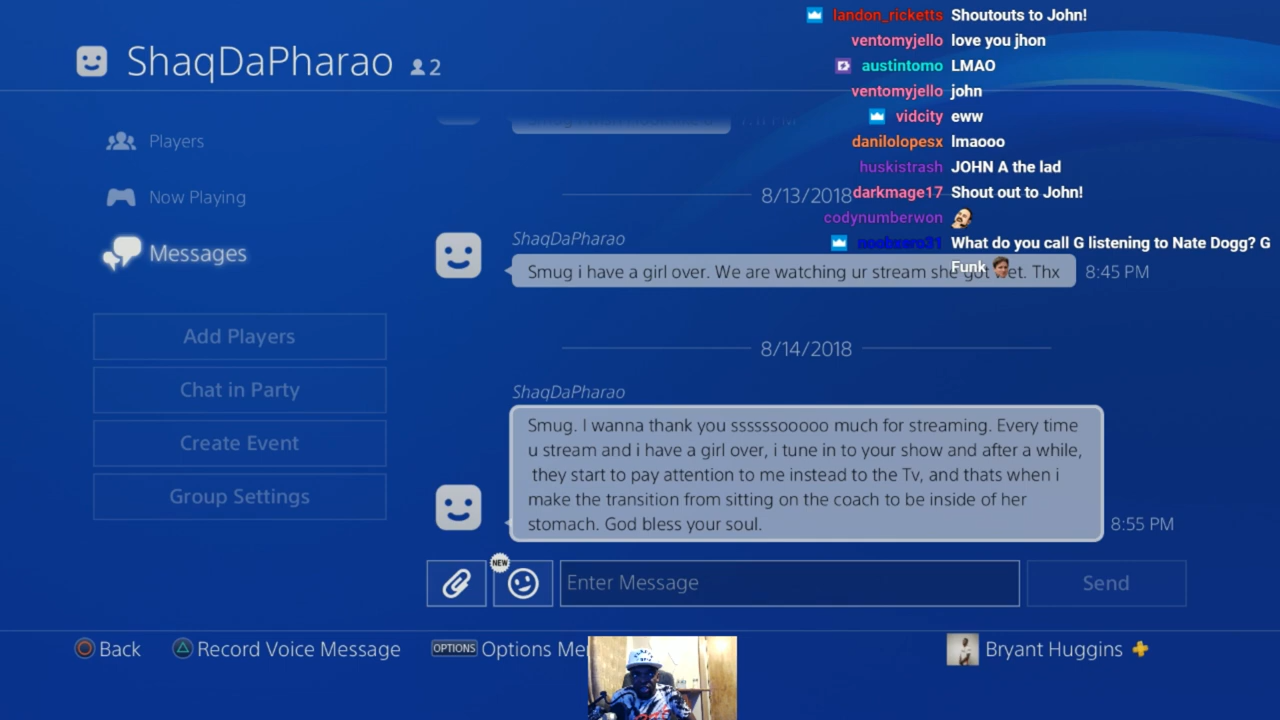 ShaqDaPharao 2
Players
Now Playing
Messages
Add Players
Chat in Party
Create Event
Group Settings
8/13/2018
ShaqDaPharao
Smug i have a girl over. We are watching ur stream she got wet. Thx
8:45 PM
8/14/2018
ShaqDaPharao
Smug. I wanna thank you sssssssooooo much for streaming. Every time
u stream and i have a girl over, i tune in to your show and after a while,
they start to pay attention to me instead to the Tv, and thats when i
make the transition from sitting on the coach to be inside of her
stomach. God bless your soul.
8:55 PM
NEW
Enter Message
Send
Back
Record Voice Message
OPTIONS Options Me
Bryant Huggins
landon_ricketts Shoutouts to John!
ventomyjello love you jhon
austintomo LMAO
ventomyjello john
vidcity eww
danilolopesx lmaooo
huskistrash JOHN A the lad
darkmage17 Shout out to John!
codynumberwon
What do you call G listening to Nate Dogg? G
Funk